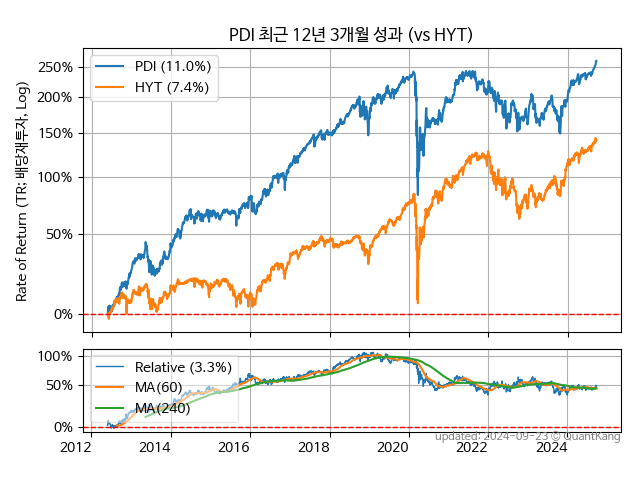 PDI 최근 12년 3개월 성과 (vs HYT)
Rate of Return (TR: 배당재투자, Log)
250%
200%
150%
100%
50%
0%
PDI (11.0%)
HYT (7.4%)
100%
50%
0%
Relative (3.3%)
MA(60)
MA(240)
2012
2014
2016
2018
2020
2022
2024
updated: 2024-09-23 © QuantKang